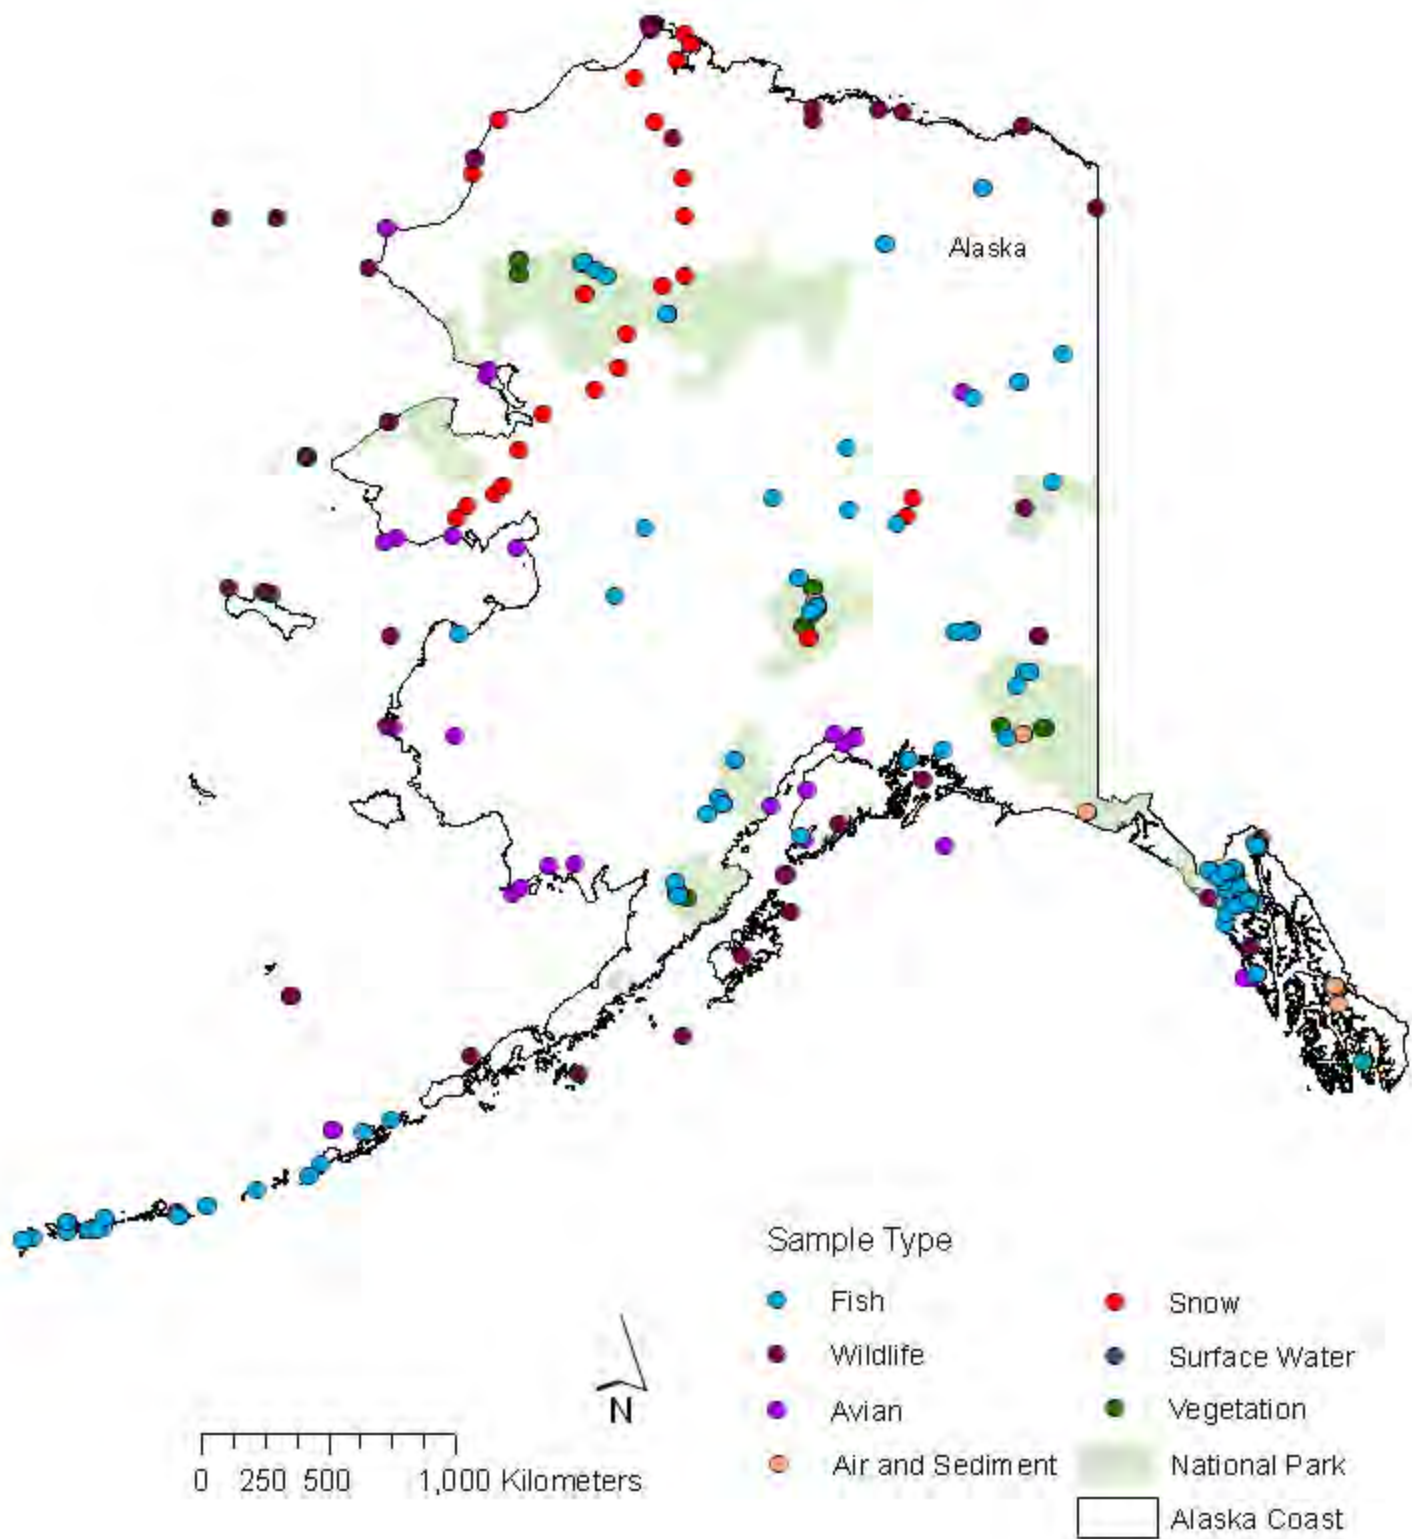 Alaska
Sample Type
Fish
Snow
Wildlife
Surface Water
Avian
Vegetation
Air and Sediment
National Park
Alaska Coast
N
0 250 500 1,000 Kilometers